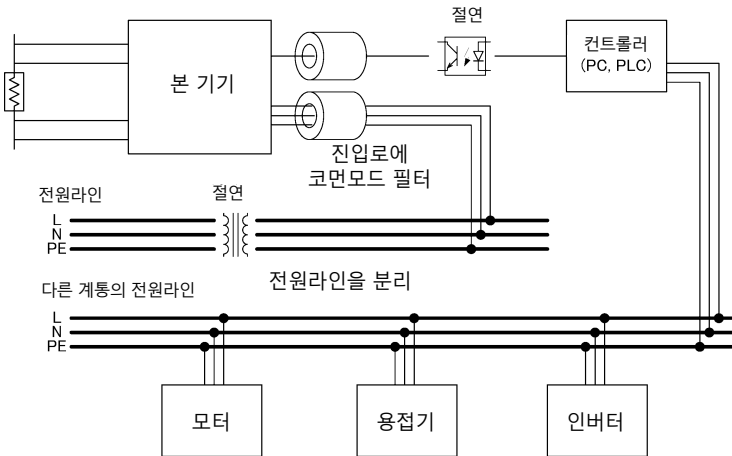 절연
본 기기
컨트롤러
(PC, PLC)
진입로에
코먼모드 필터
전원라인
절연
L
N
PE
전원라인을 분리
다른 계통의 전원라인
L
N
PE
모터
용접기
인버터